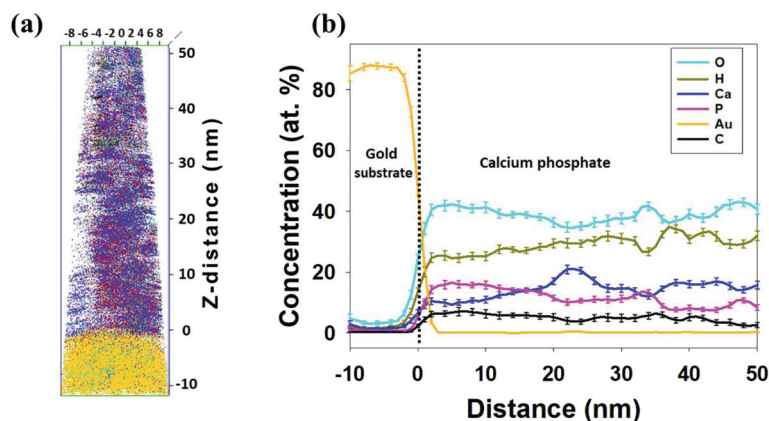 (a)
-8 -6 -4 -2 0 2 4 6 8
50
40
30
20
10
0
-10
Z-distance (nm)
(b)
Concentration (at. %)
80
60
40
20
0
-10 0 10 20 30 40 50
Distance (nm)
Gold
substrate
Calcium phosphate
O
H
Ca
P
Au
C